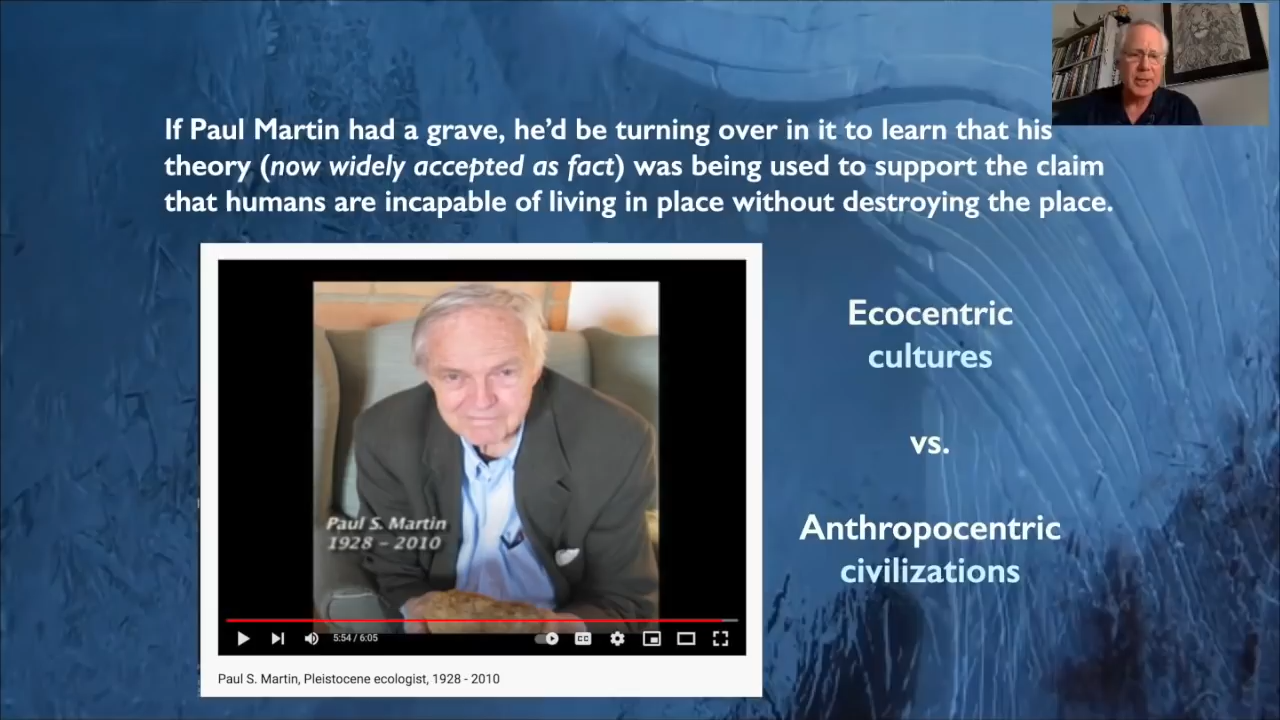 If Paul Martin had a grave, he’d be turning over in it to learn that his
theory (now widely accepted as fact) was being used to support the claim
that humans are incapable of living in place without destroying the place.
Ecocentric
cultures
vs.
Anthropocentric
civilizations
Paul S. Martin
1928 – 2010
5:54 / 6:05
CC
Paul S. Martin, Pleistocene ecologist, 1928 - 2010